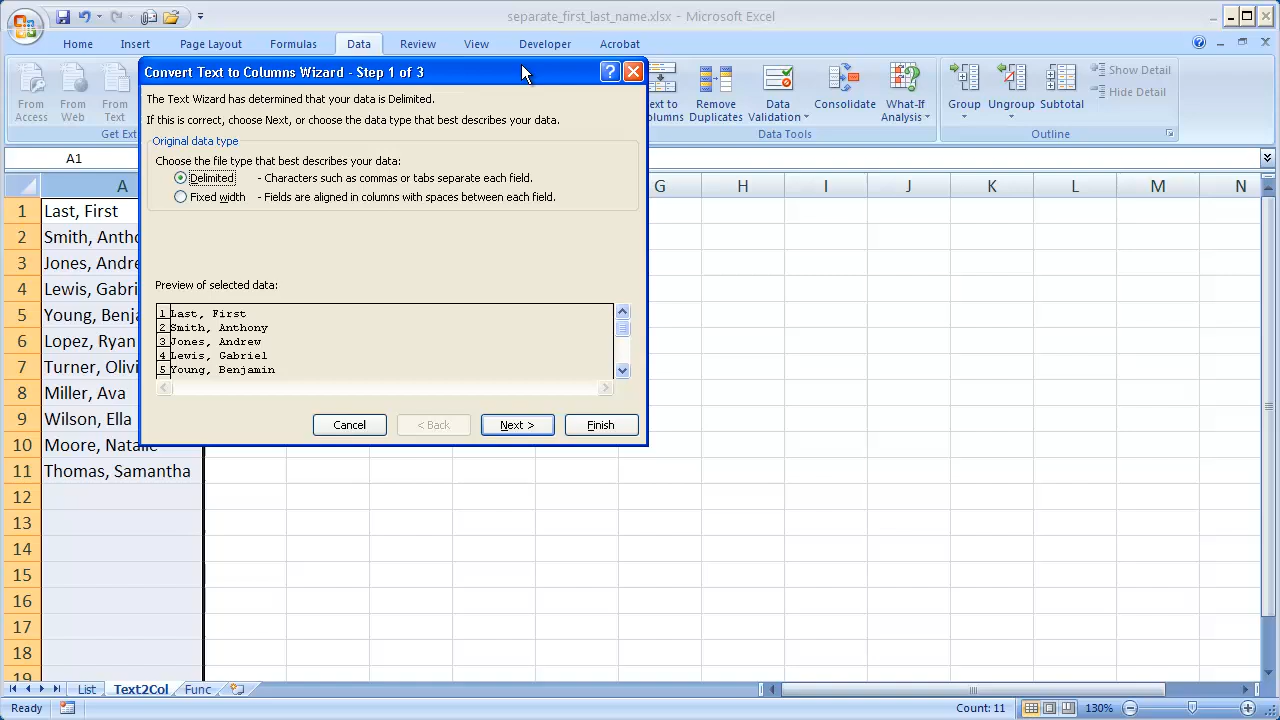 separate_first_last_name.xlsx - Microsoft Excel
Home Insert Page Layout Formulas Data Review View Developer Acrobat
Convert Text to Columns Wizard - Step 1 of 3
The Text Wizard has determined that your data is Delimited.
If this is correct, choose Next, or choose the data type that best describes your data.
Original data type
Choose the file type that best describes your data:
Delimited - Characters such as commas or tabs separate each field.
Fixed width - Fields are aligned in columns with spaces between each field.
Preview of selected data:
1 Last, First
2 Smith, Anthony
3 Jones, Andrew
4 Lewis, Gabriel
5 Young, Benjamin
Cancel < Back Next > Finish
From Access
From Web
From Text
Get Ext
ext to olumns
Remove Duplicates
Data Validation
Consolidate
What-If Analysis
Data Tools
Group
Ungroup
Subtotal
Show Detail
Hide Detail
Outline
A1
A G H I J K L M N
1 Last, First
2 Smith, Antho
3 Jones, Andre
4 Lewis, Gabri
5 Young, Benja
6 Lopez, Ryan
7 Turner, Olivi
8 Miller, Ava
9 Wilson, Ella
10 Moore, Natalie
11 Thomas, Samantha
12
13
14
15
16
17
18
19
List Text2Col Func
Ready Count: 11 130%